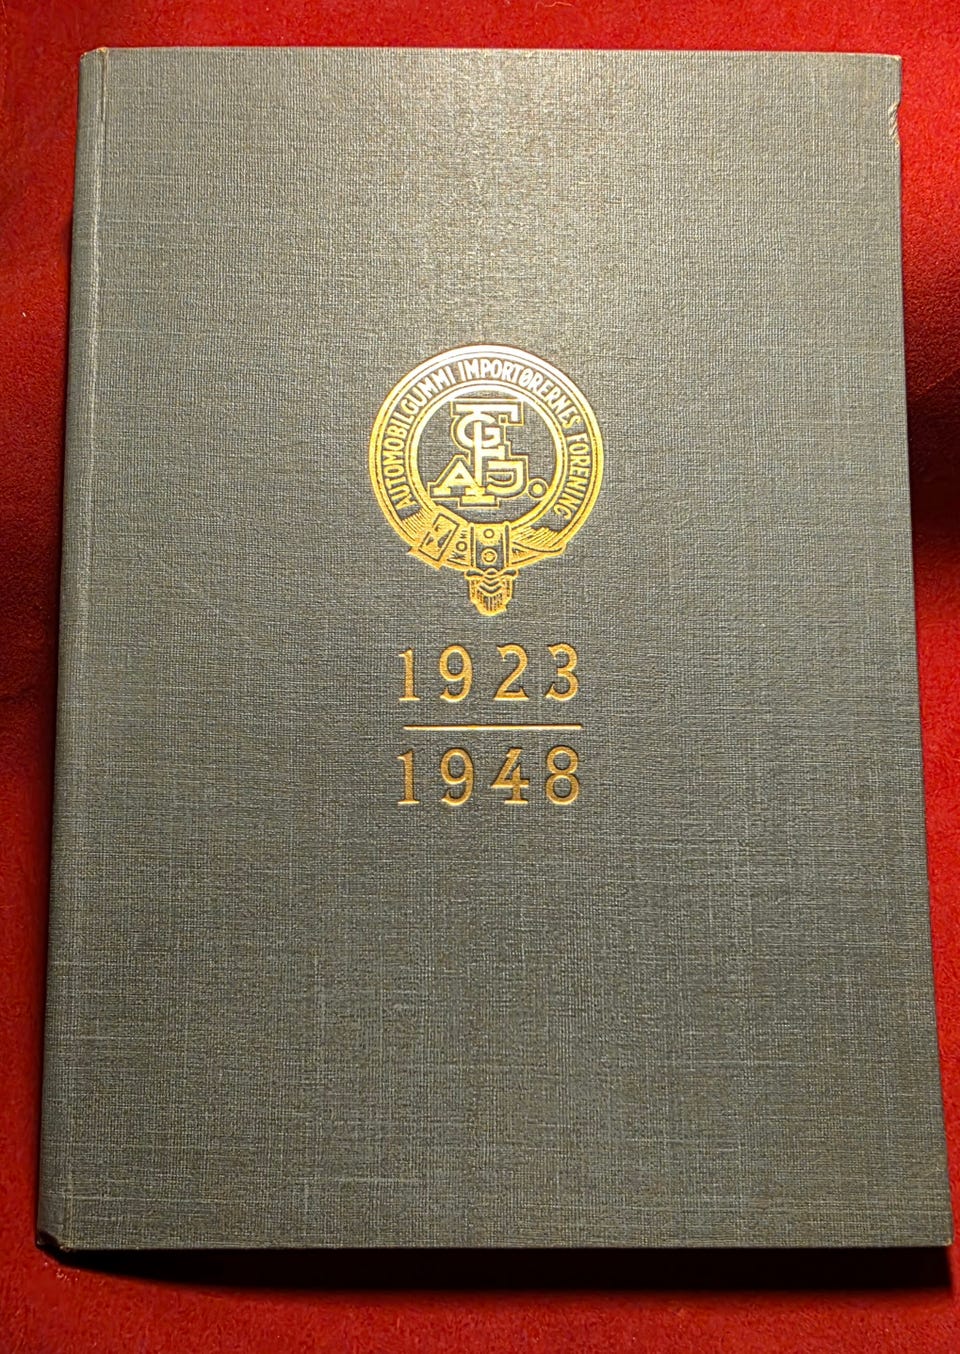 AUTOMOBILGUMMI IMPORTØRERNES FORENING
1923
1948